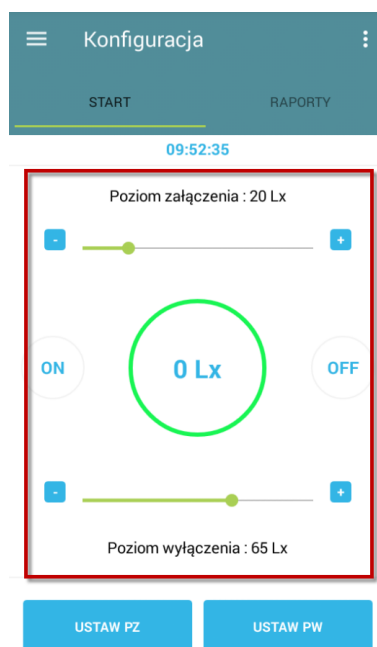 Konfiguracja
START RAPORTY
09:52:35
Poziom załączenia : 20 Lx
- +
ON 0 Lx OFF
- +
Poziom wyłączenia : 65 Lx
USTAW PZ USTAW PW